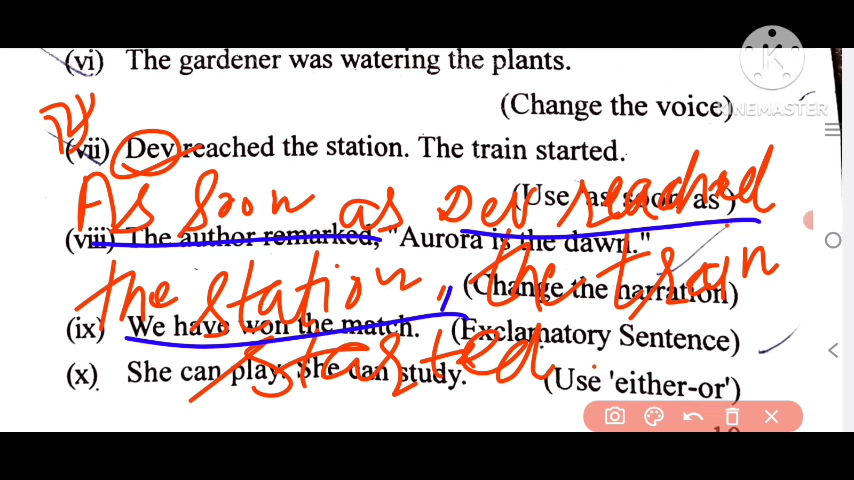 (vi) The gardener was watering the plants.
(Change the voice)
KINEMASTER
(vii) Dev reached the station. The train started.
(Use 'as soon as')
As soon as Dev reached
(viii) The author remarked, "Aurora is the dawn."
the station, the train
(Change the narration)
(ix) We have won the match. (Exclamatory Sentence)
started
(x) She can play. She can study. (Use 'either-or')